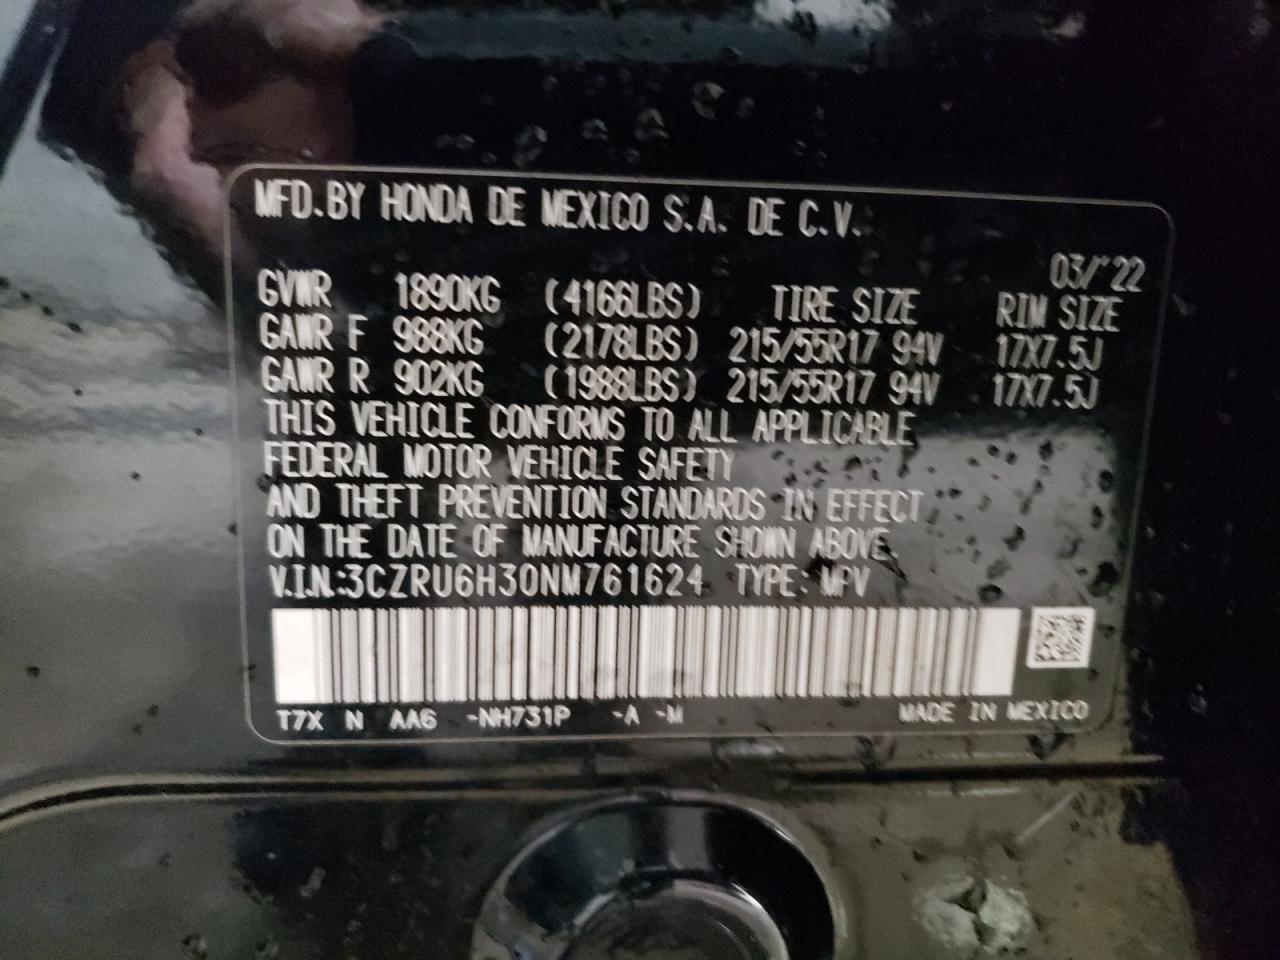 MFD.BY HONDA DE MEXICO S.A. DE C.V.
03/'22
GVWR 1890KG (4166LBS) TIRE SIZE RIM SIZE
GAWR F 988KG (2178LBS) 215/55R17 94V 17X7.5J
GAWR R 902KG (1988LBS) 215/55R17 94V 17X7.5J
THIS VEHICLE CONFORMS TO ALL APPLICABLE
FEDERAL MOTOR VEHICLE SAFETY
AND THEFT PREVENTION STANDARDS IN EFFECT
ON THE DATE OF MANUFACTURE SHOWN ABOVE.
V.I.N.:3CZRU6H30NM761624 TYPE: MPV
T7X N AA6 -NH731P -A -M MADE IN MEXICO